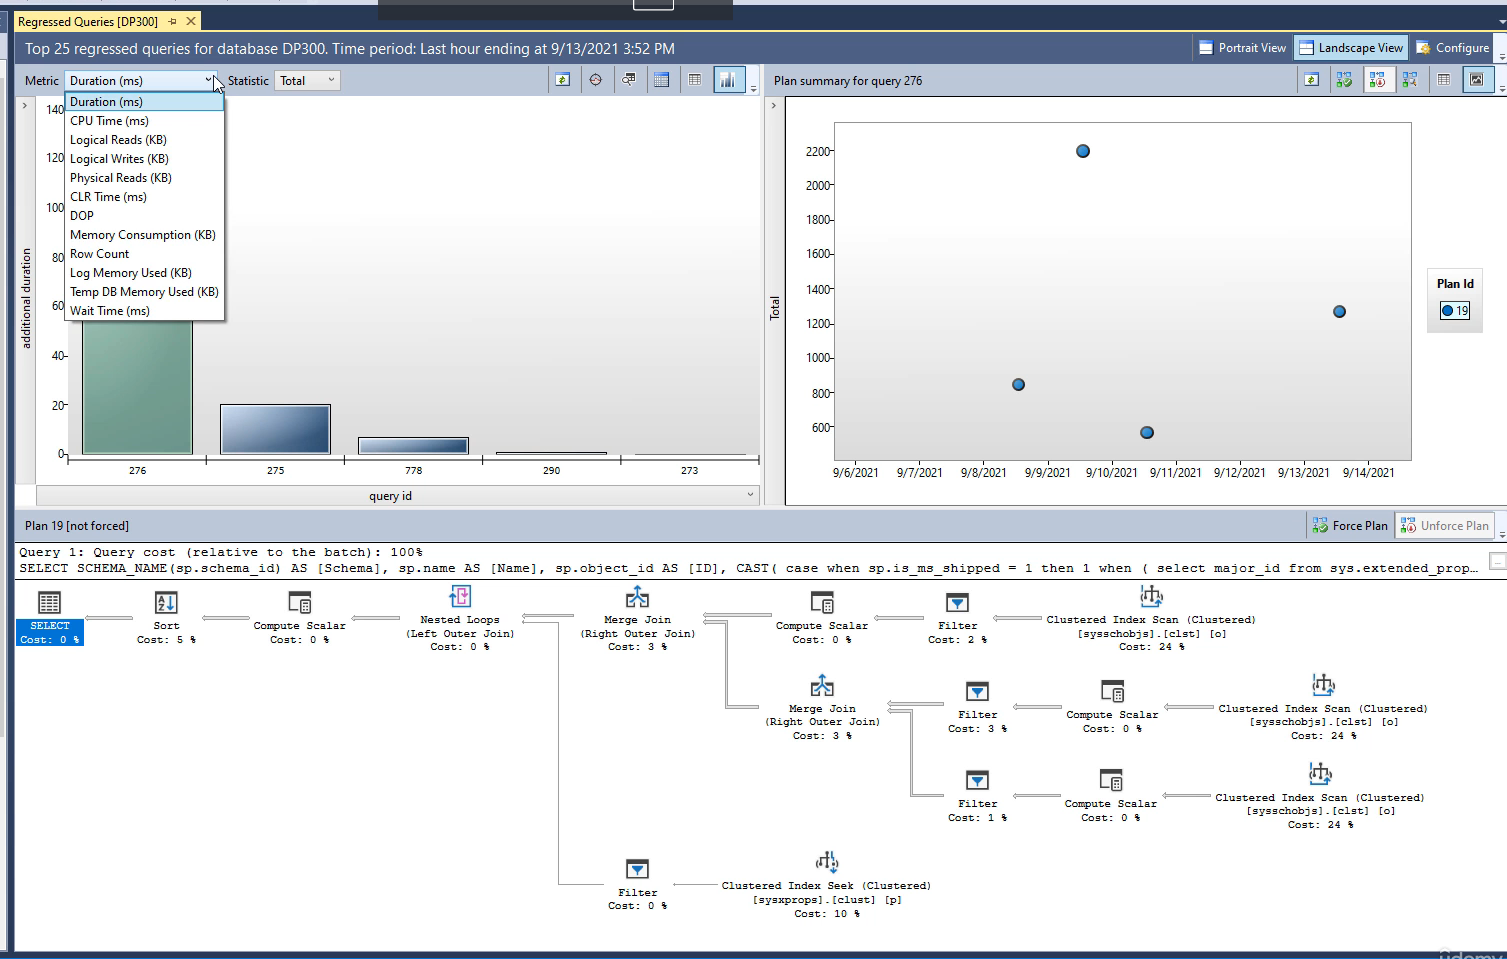 Regressed Queries [DP300]
Top 25 regressed queries for database DP300. Time period: Last hour ending at 9/13/2021 3:52 PM
Portrait View
Landscape View
Configure
Metric
Duration (ms)
Statistic
Total
Duration (ms)
CPU Time (ms)
Logical Reads (KB)
Logical Writes (KB)
Physical Reads (KB)
CLR Time (ms)
DOP
Memory Consumption (KB)
Row Count
Log Memory Used (KB)
Temp DB Memory Used (KB)
Wait Time (ms)
additional duration
140
120
100
80
60
40
20
0
276
275
778
290
273
query id
Plan summary for query 276
Total
2200
2000
1800
1600
1400
1200
1000
800
600
9/6/2021
9/7/2021
9/8/2021
9/9/2021
9/10/2021
9/11/2021
9/12/2021
9/13/2021
9/14/2021
Plan Id
19
Plan 19 [not forced]
Force Plan
Unforce Plan
Query 1: Query cost (relative to the batch): 100%
SELECT SCHEMA_NAME(sp.schema_id) AS [Schema], sp.name AS [Name], sp.object_id AS [ID], CAST( case when sp.is_ms_shipped = 1 then 1 when ( select major_id from sys.extended_prop...
SELECT
Cost: 0 %
Sort
Cost: 5 %
Compute Scalar
Cost: 0 %
Nested Loops
(Left Outer Join)
Cost: 0 %
Merge Join
(Right Outer Join)
Cost: 3 %
Compute Scalar
Cost: 0 %
Filter
Cost: 2 %
Clustered Index Scan (Clustered)
[sysschobjs].[clst] [o]
Cost: 24 %
Merge Join
(Right Outer Join)
Cost: 3 %
Filter
Cost: 3 %
Compute Scalar
Cost: 0 %
Clustered Index Scan (Clustered)
[sysschobjs].[clst] [o]
Cost: 24 %
Filter
Cost: 1 %
Compute Scalar
Cost: 0 %
Clustered Index Scan (Clustered)
[sysschobjs].[clst] [o]
Cost: 24 %
Filter
Cost: 0 %
Clustered Index Seek (Clustered)
[sysxprops].[clust] [p]
Cost: 10 %
udemy